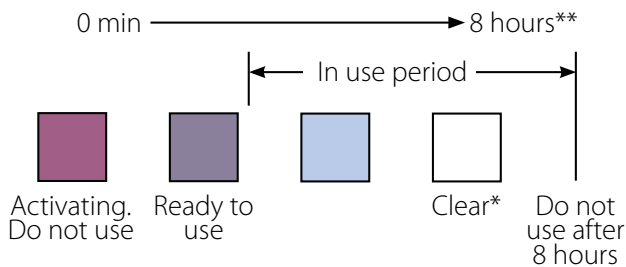 0 min 8 hours**
In use period
Activating.
Do not use
Ready to
use
Clear*
Do not
use after
8 hours